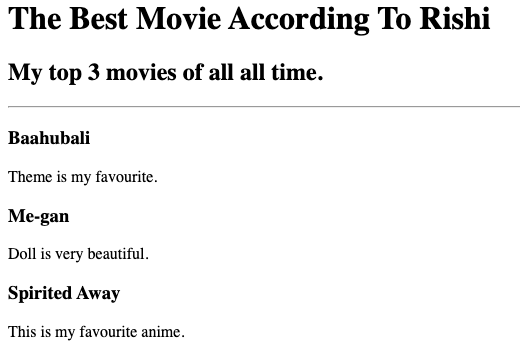 The Best Movie According To Rishi
My top 3 movies of all all time.
Baahubali
Theme is my favourite.
Me-gan
Doll is very beautiful.
Spirited Away
This is my favourite anime.